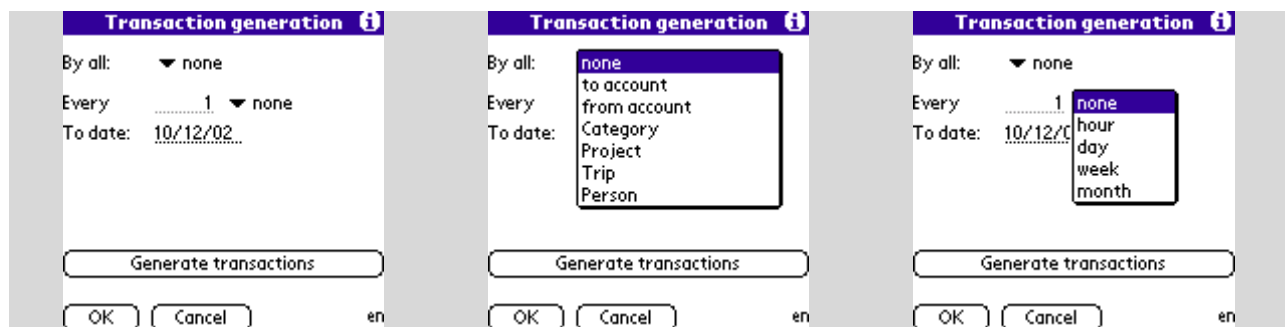 Transaction generation i
By all: none
Every 1 none
To date: 10/12/02
Generate transactions
OK Cancel en
Transaction generation i
By all: none
to account
Every from account
To date: Category
Project
Trip
Person
Generate transactions
OK Cancel en
Transaction generation i
By all: none
Every 1 none
To date: 10/12/0 hour
day
week
month
Generate transactions
OK Cancel en